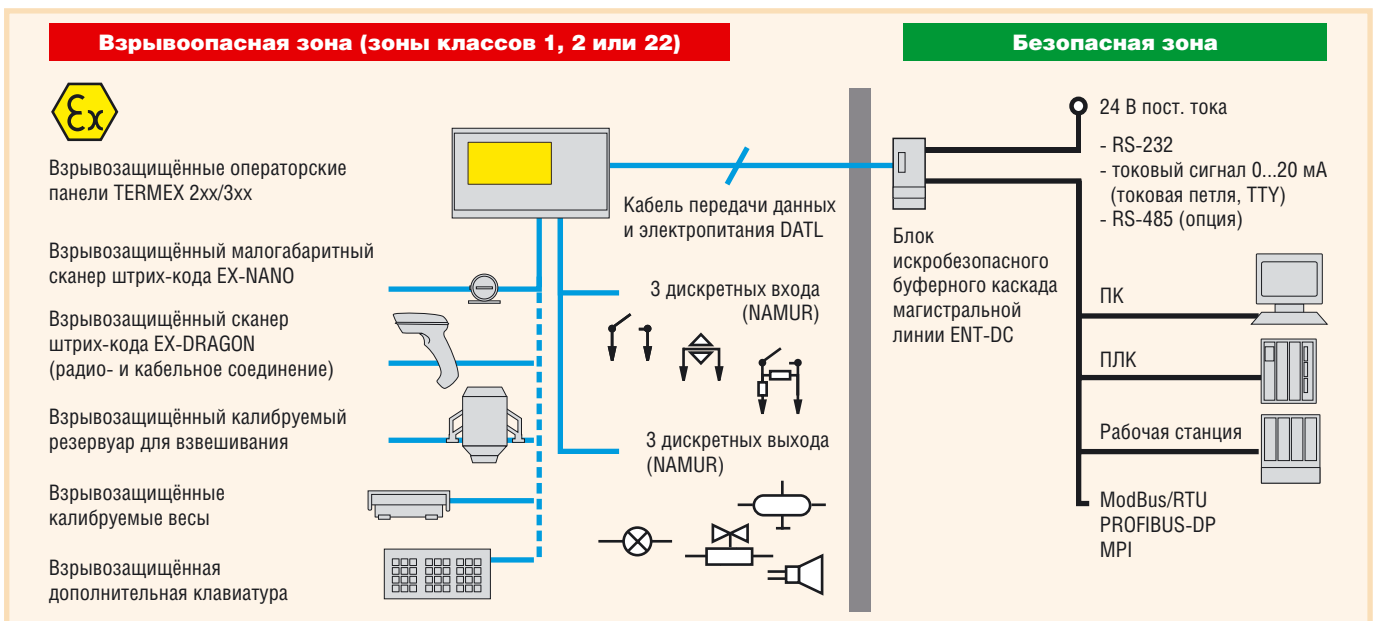 Взрывоопасная зона (зоны классов 1, 2 или 22)
Безопасная зона
Ex
Взрывозащищённые операторские
панели TERMEX 2xx/3xx
Взрывозащищённый малогабаритный
сканер штрих-кода EX-NANO
Взрывозащищённый сканер
штрих-кода EX-DRAGON
(радио- и кабельное соединение)
Взрывозащищённый калибруемый
резервуар для взвешивания
Взрывозащищённые
калибруемые весы
Взрывозащищённая
дополнительная клавиатура
Кабель передачи данных
и электропитания DATL
3 дискретных входа
(NAMUR)
3 дискретных выхода
(NAMUR)
Блок
искробезопасного
буферного каскада
магистральной
линии ENT-DC
24 В пост. тока
- RS-232
- токовый сигнал 0...20 мА
(токовая петля, TTY)
- RS-485 (опция)
ПК
ПЛК
Рабочая станция
ModBus/RTU
PROFIBUS-DP
MPI